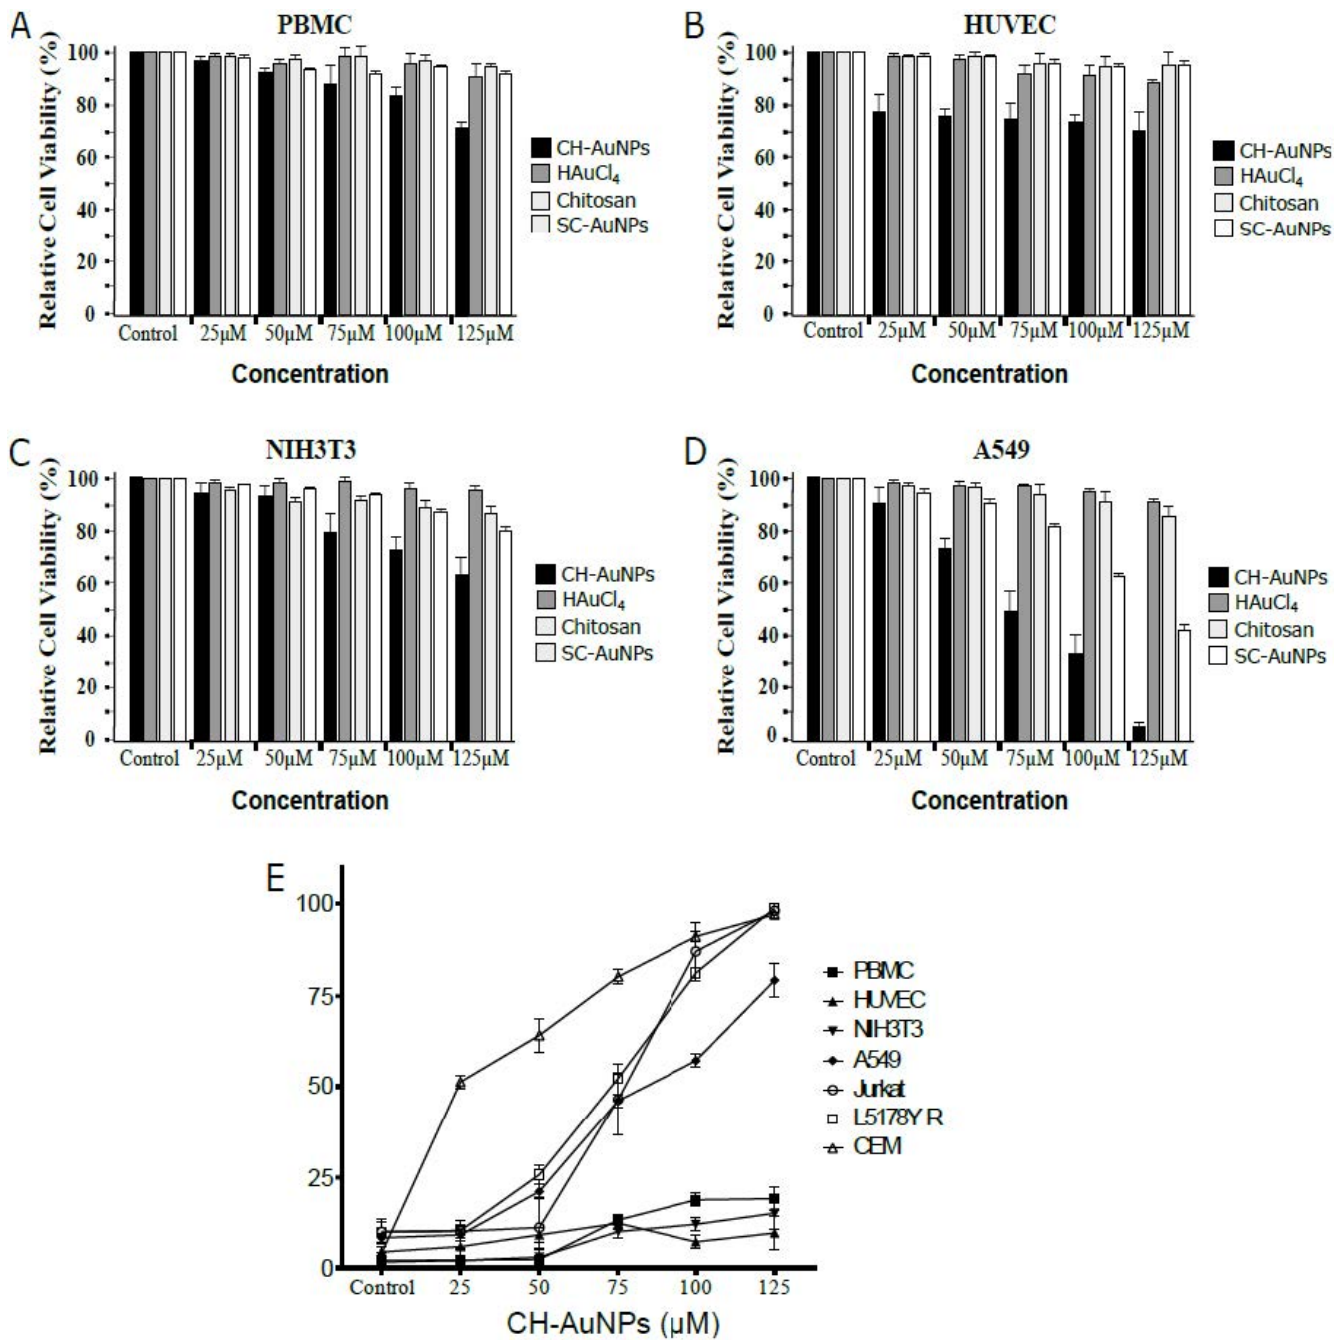 A
PBMC
Relative Cell Viability (%)
100
80
60
40
20
0
Control 25µM 50µM 75µM 100µM 125µM
Concentration
CH-AuNPs
HAuCl₄
Chitosan
SC-AuNPs
B
HUVEC
Relative Cell Viability (%)
100
80
60
40
20
0
Control 25µM 50µM 75µM 100µM 125µM
Concentration
CH-AuNPs
HAuCl₄
Chitosan
SC-AuNPs
C
NIH3T3
Relative Cell Viability (%)
100
80
60
40
20
0
Control 25µM 50µM 75µM 100µM 125µM
Concentration
CH-AuNPs
HAuCl₄
Chitosan
SC-AuNPs
D
A549
Relative Cell Viability (%)
100
80
60
40
20
0
Control 25µM 50µM 75µM 100µM 125µM
Concentration
CH-AuNPs
HAuCl₄
Chitosan
SC-AuNPs
E
100
75
50
25
0
Control 25 50 75 100 125
CH-AuNPs (µM)
PBMC
HUVEC
NIH3T3
A549
Jurkat
L5178Y R
CEM